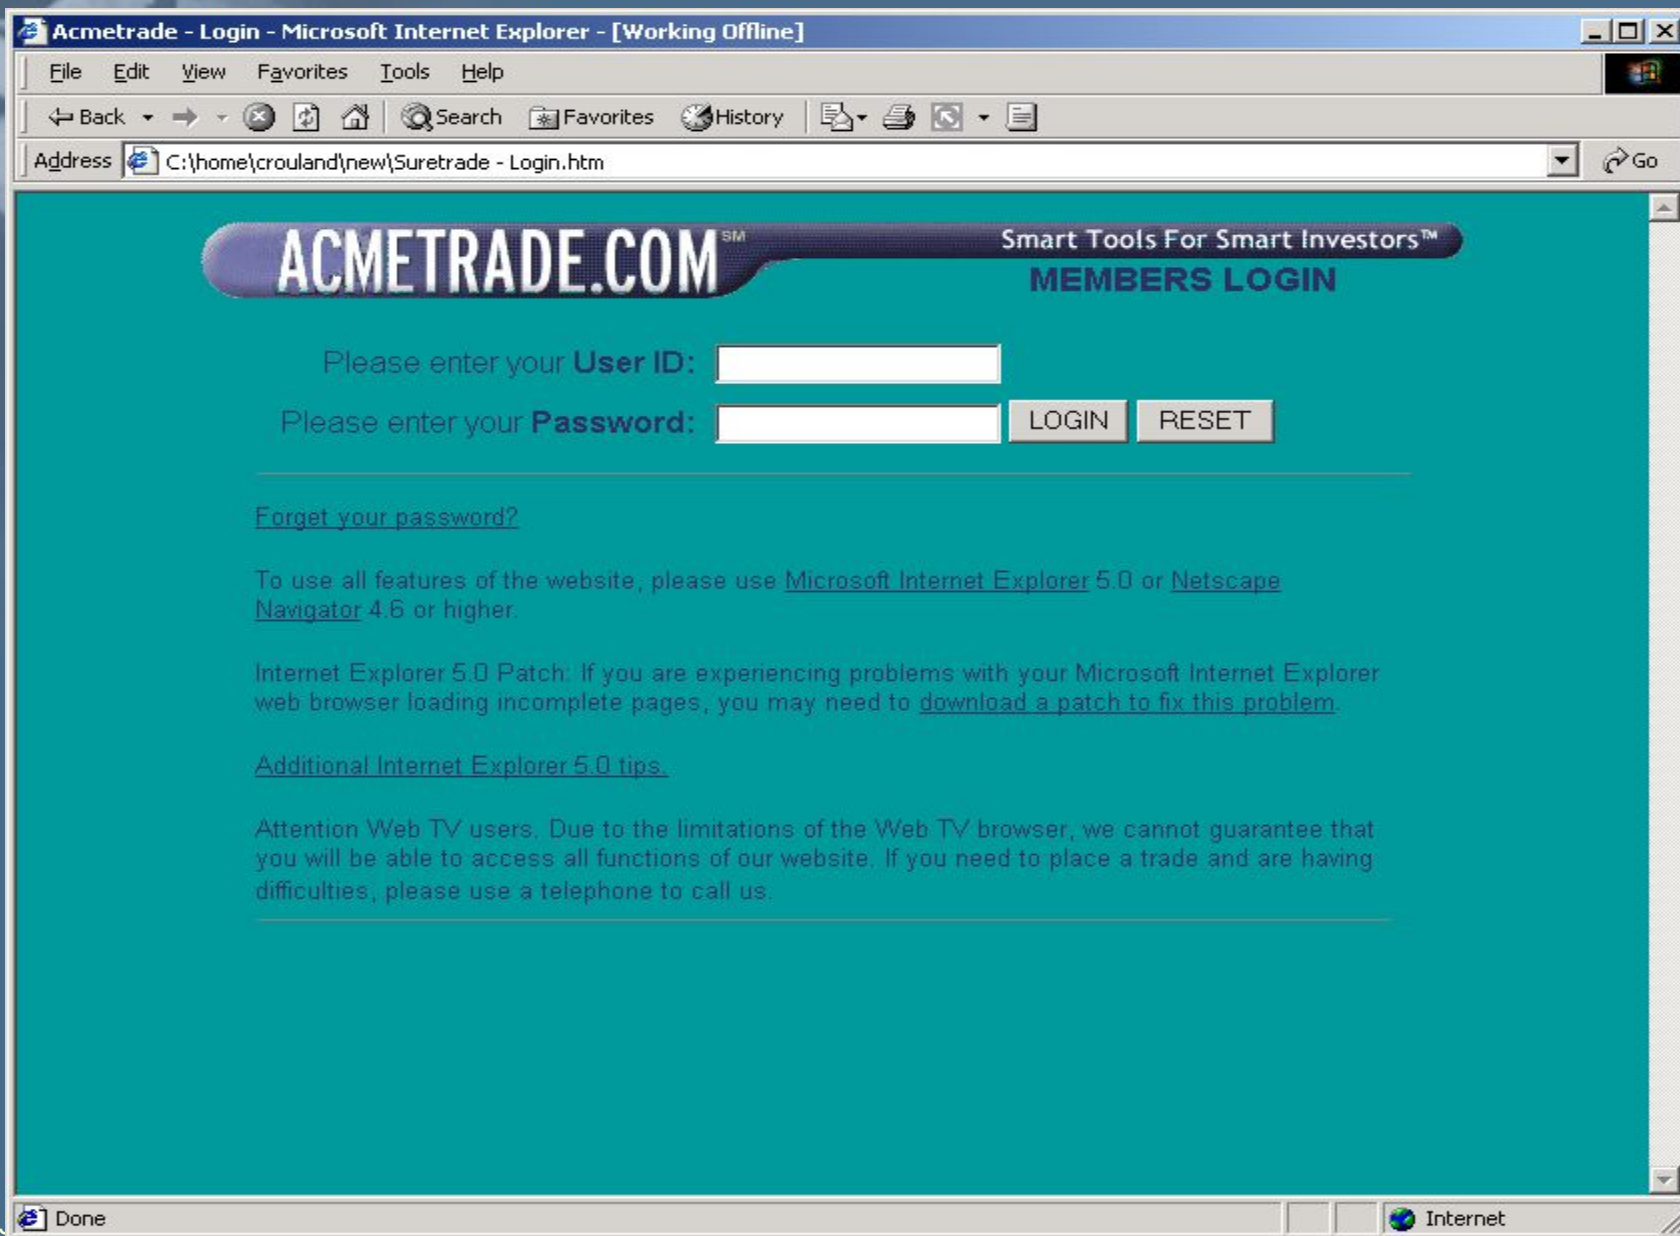 Acmetrade - Login - Microsoft Internet Explorer - [Working Offline]
File Edit View Favorites Tools Help
Back Search Favorites History
Address C:\home\crouland\new\Suretrade - Login.htm Go
ACMETRADE.COM SM Smart Tools For Smart Investors™
MEMBERS LOGIN
Please enter your User ID:
Please enter your Password: LOGIN RESET
Forget your password?
To use all features of the website, please use Microsoft Internet Explorer 5.0 or Netscape
Navigator 4.6 or higher.
Internet Explorer 5.0 Patch: If you are experiencing problems with your Microsoft Internet Explorer
web browser loading incomplete pages, you may need to download a patch to fix this problem.
Additional Internet Explorer 5.0 tips.
Attention Web TV users. Due to the limitations of the Web TV browser, we cannot guarantee that
you will be able to access all functions of our website. If you need to place a trade and are having
difficulties, please use a telephone to call us.
Done Internet